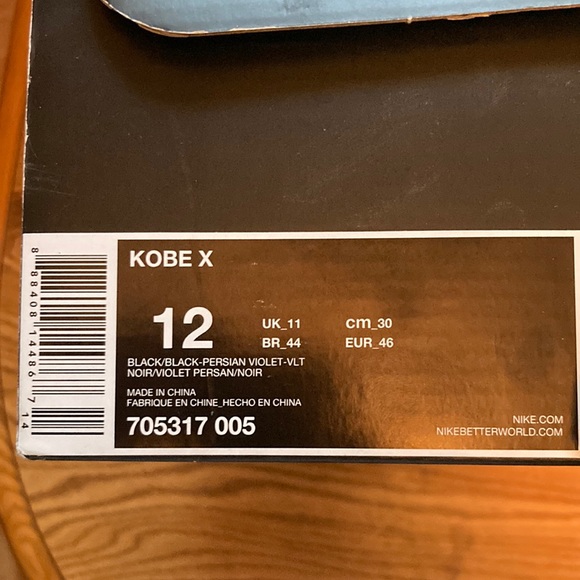 KOBE X
12
UK_11 cm_30
BR_44 EUR_46
BLACK/BLACK-PERSIAN VIOLET-VLT
NOIR/VIOLET PERSAN/NOIR
MADE IN CHINA
FABRIQUE EN CHINE_HECHO EN CHINA
705317 005
NIKE.COM
NIKEBETTERWORLD.COM
8 88408 14486 7
14